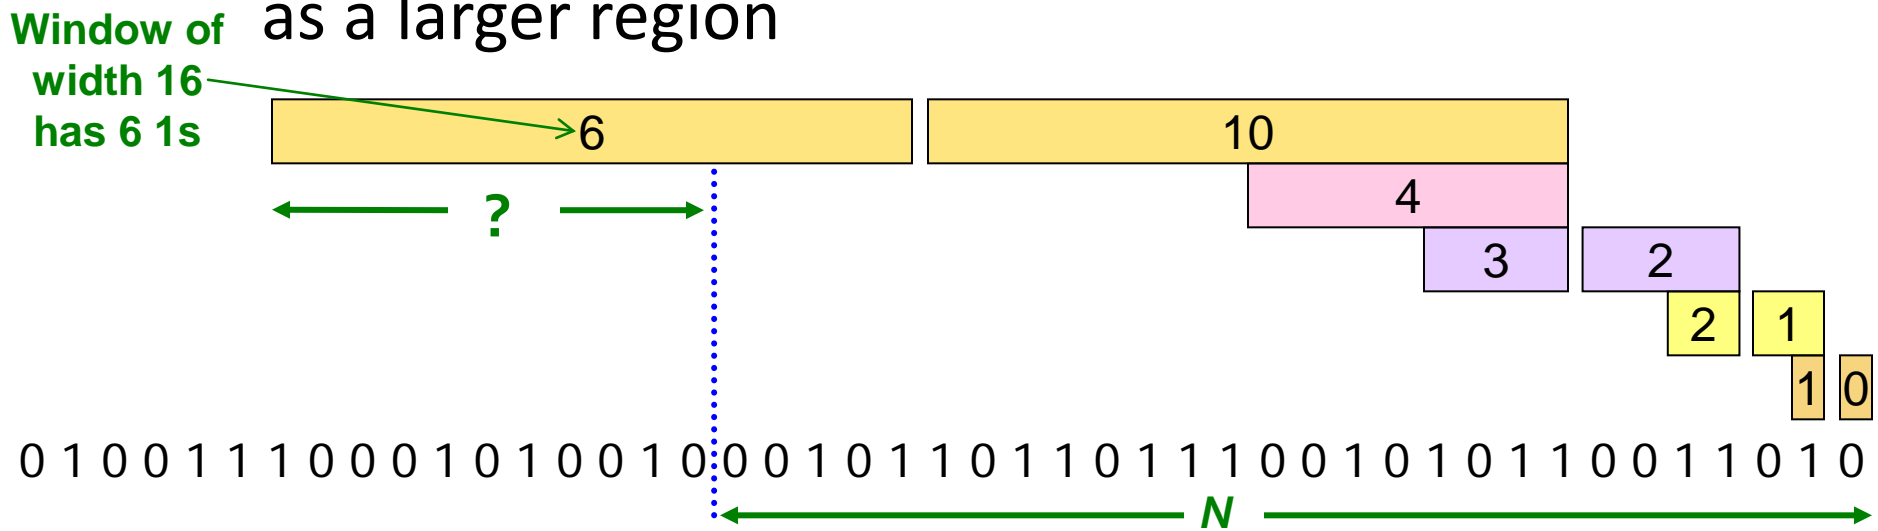 as a larger region
Window of
width 16
has 6 1s
6 10
? 4
3 2
2 1
1 0
0 1 0 0 1 1 1 0 0 0 1 0 1 0 0 1 0 0 0 1 0 1 1 0 1 1 0 1 1 1 0 0 1 0 1 0 1 1 0 0 1 1 0 1 0
N